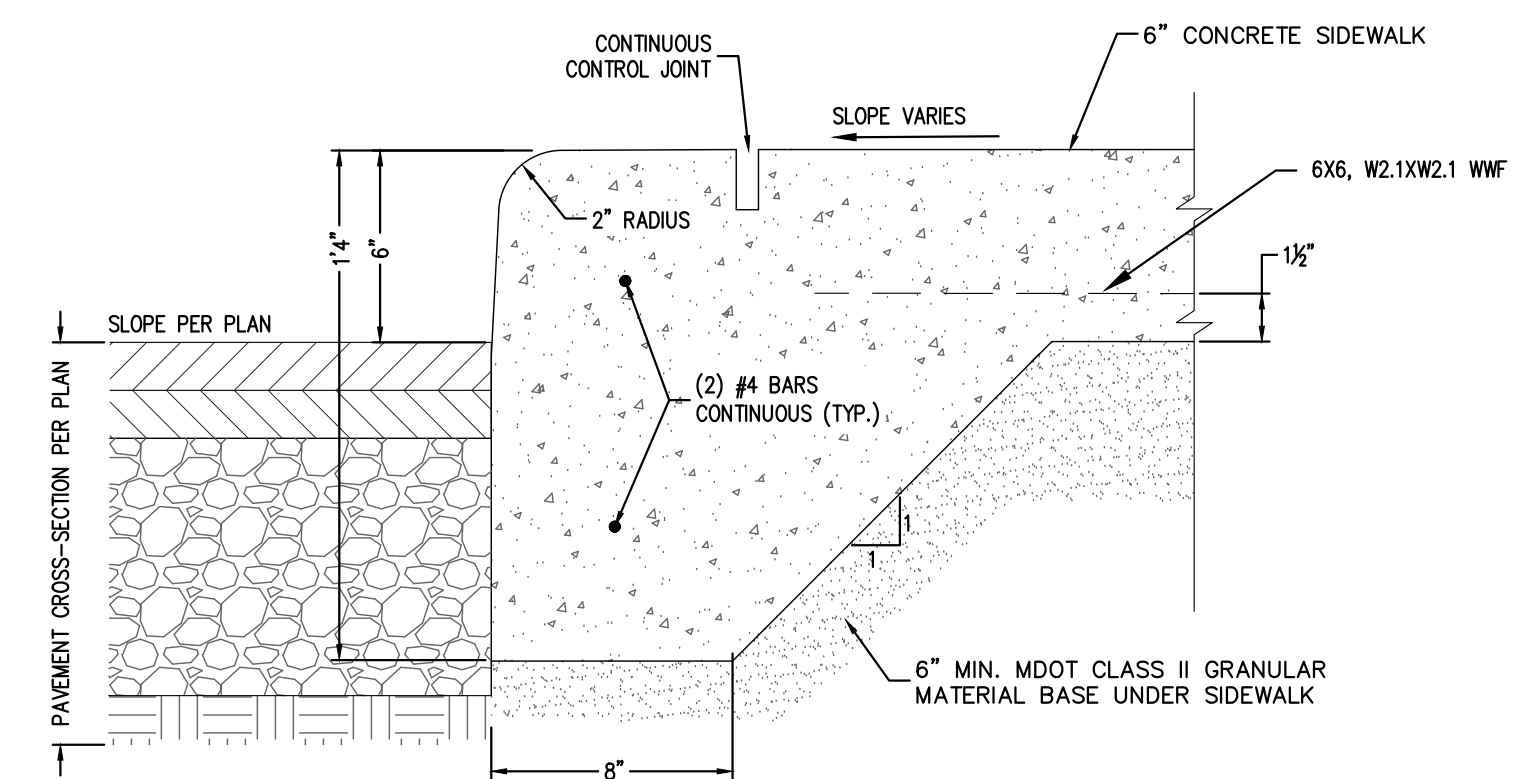 CONTINUOUS
CONTROL JOINT
6" CONCRETE SIDEWALK
SLOPE VARIES
6X6, W2.1XW2.1 WWF
2" RADIUS
1'4"
6"
1½"
SLOPE PER PLAN
PAVEMENT CROSS-SECTION PER PLAN
(2) #4 BARS
CONTINUOUS (TYP.)
1
1
6" MIN. MDOT CLASS II GRANULAR
MATERIAL BASE UNDER SIDEWALK
8"